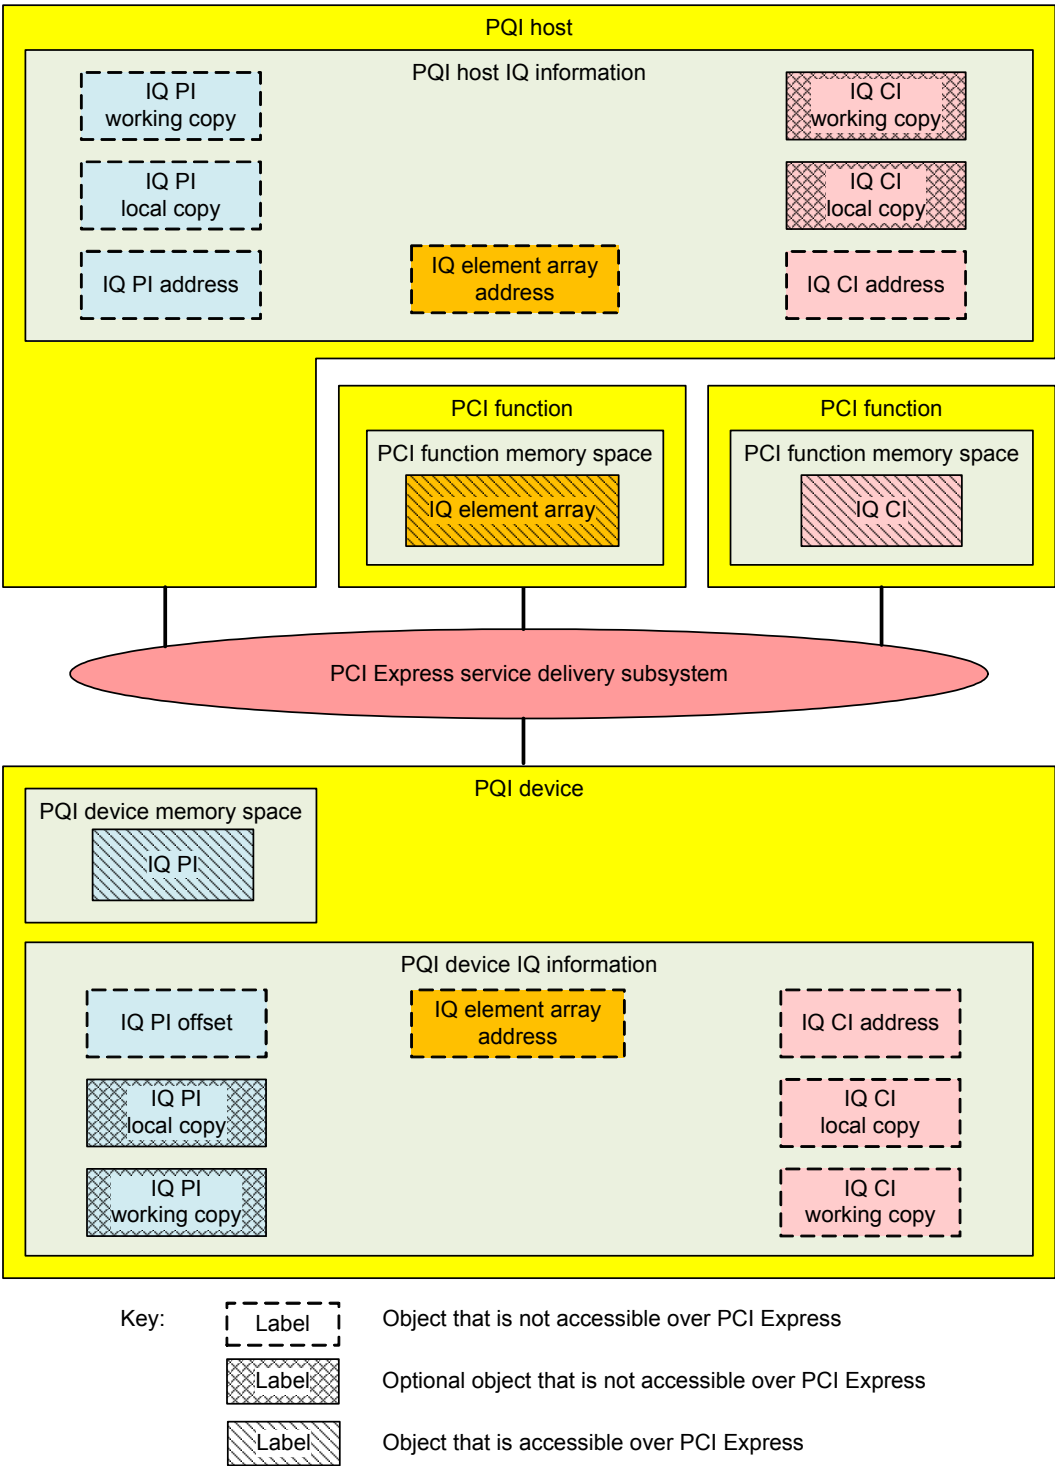 PQI host
PQI host IQ information
IQ PI
working copy
IQ CI
working copy
IQ PI
local copy
IQ CI
local copy
IQ PI address
IQ element array
address
IQ CI address
PCI function
PCI function memory space
IQ element array
PCI function
PCI function memory space
IQ CI
PCI Express service delivery subsystem
PQI device
PQI device memory space
IQ PI
PQI device IQ information
IQ PI offset
IQ element array
address
IQ CI address
IQ PI
local copy
IQ CI
local copy
IQ PI
working copy
IQ CI
working copy
Key:
Label
Object that is not accessible over PCI Express
Label
Optional object that is not accessible over PCI Express
Label
Object that is accessible over PCI Express